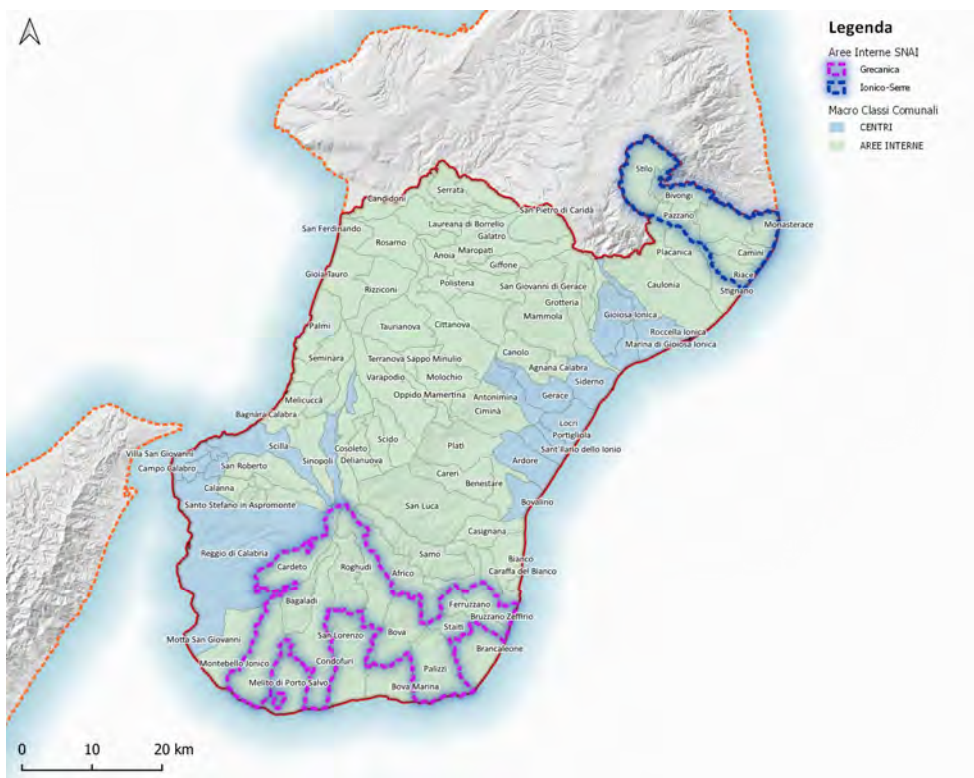 Legenda
Aree Interne SNAI
Grecanica
Ionico-Serre
Macro Classi Comunali
CENTRI
AREE INTERNE
Stilo
Bivongi
Serrata
Candidoni
San Pietro di Caridà
Pazzano
Monasterace
San Ferdinando
Laureana di Borrello
Galatro
Rosarno
Maropati
Anoia
Placanica
Camini
Giffone
Riace
Gioia Tauro
Polistena
San Giovanni di Gerace
Caulonia
Rizziconi
Stignano
Grotteria
Mammola
Gioiosa Ionica
Palmi
Taurianova
Cittanova
Roccella Ionica
Marina di Gioiosa Ionica
Canolo
Seminara
Terranova Sappo Minulio
Agnana Calabra
Varapodio
Molochio
Siderno
Oppido Mamertina
Antonimina
Gerace
Melicuccà
Ciminà
Bagnara Calabra
Locri
Portigliola
Scido
Scilla
Cosoleto
Platì
Sant'Ilario dello Ionio
Villa San Giovanni
Sinopoli
Delianuova
Ardore
Campo Calabro
San Roberto
Careri
Benestare
Calanna
Santo Stefano in Aspromonte
San Luca
Bovalino
Casignana
Reggio di Calabria
Samo
Bianco
Cardeto
Roghudi
Africo
Caraffa del Bianco
Bagaladi
Ferruzzano
Bruzzano Zeffirio
Staiti
Motta San Giovanni
San Lorenzo
Bova
Brancaleone
Montebello Jonico
Condofuri
Palizzi
Melito di Porto Salvo
Bova Marina
0 10 20 km